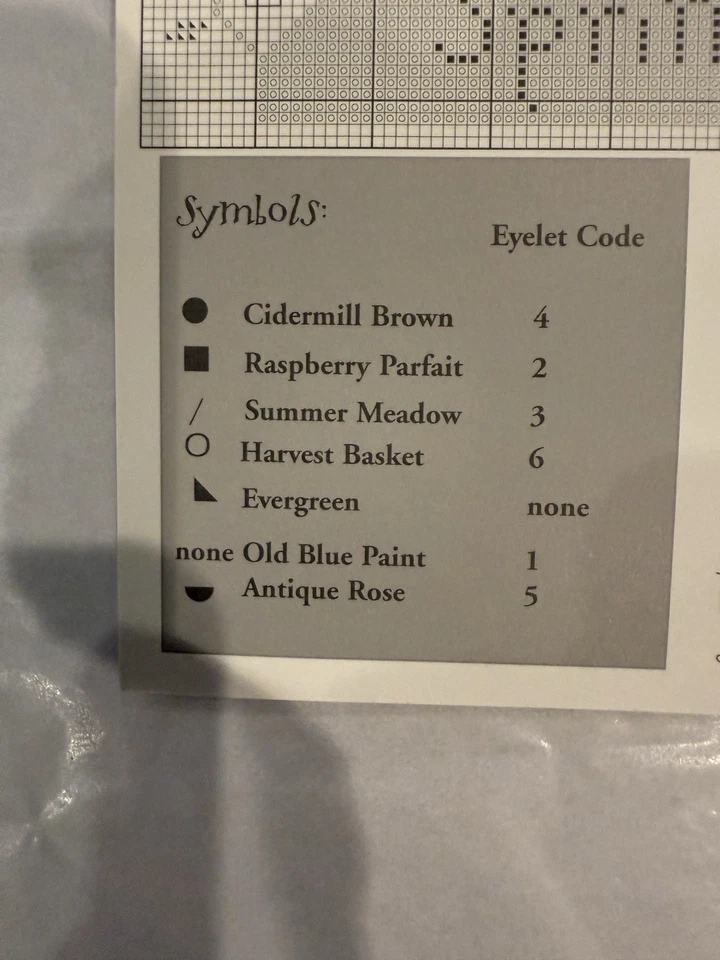 Spri
Symbols:
Eyelet Code
Cidermill Brown 4
Raspberry Parfait 2
/ Summer Meadow 3
Harvest Basket 6
Evergreen none
none Old Blue Paint 1
Antique Rose 5